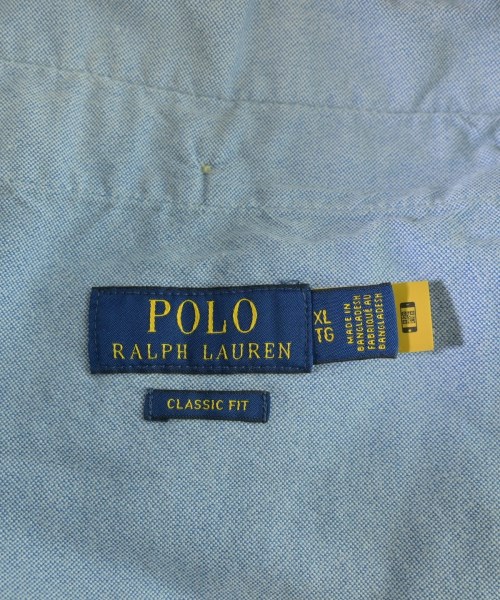 POLO
RALPH LAUREN
XL
TG
MADE IN
BANGLADESH
FABRIQUÉ AU
BANGLADESH
CLASSIC FIT